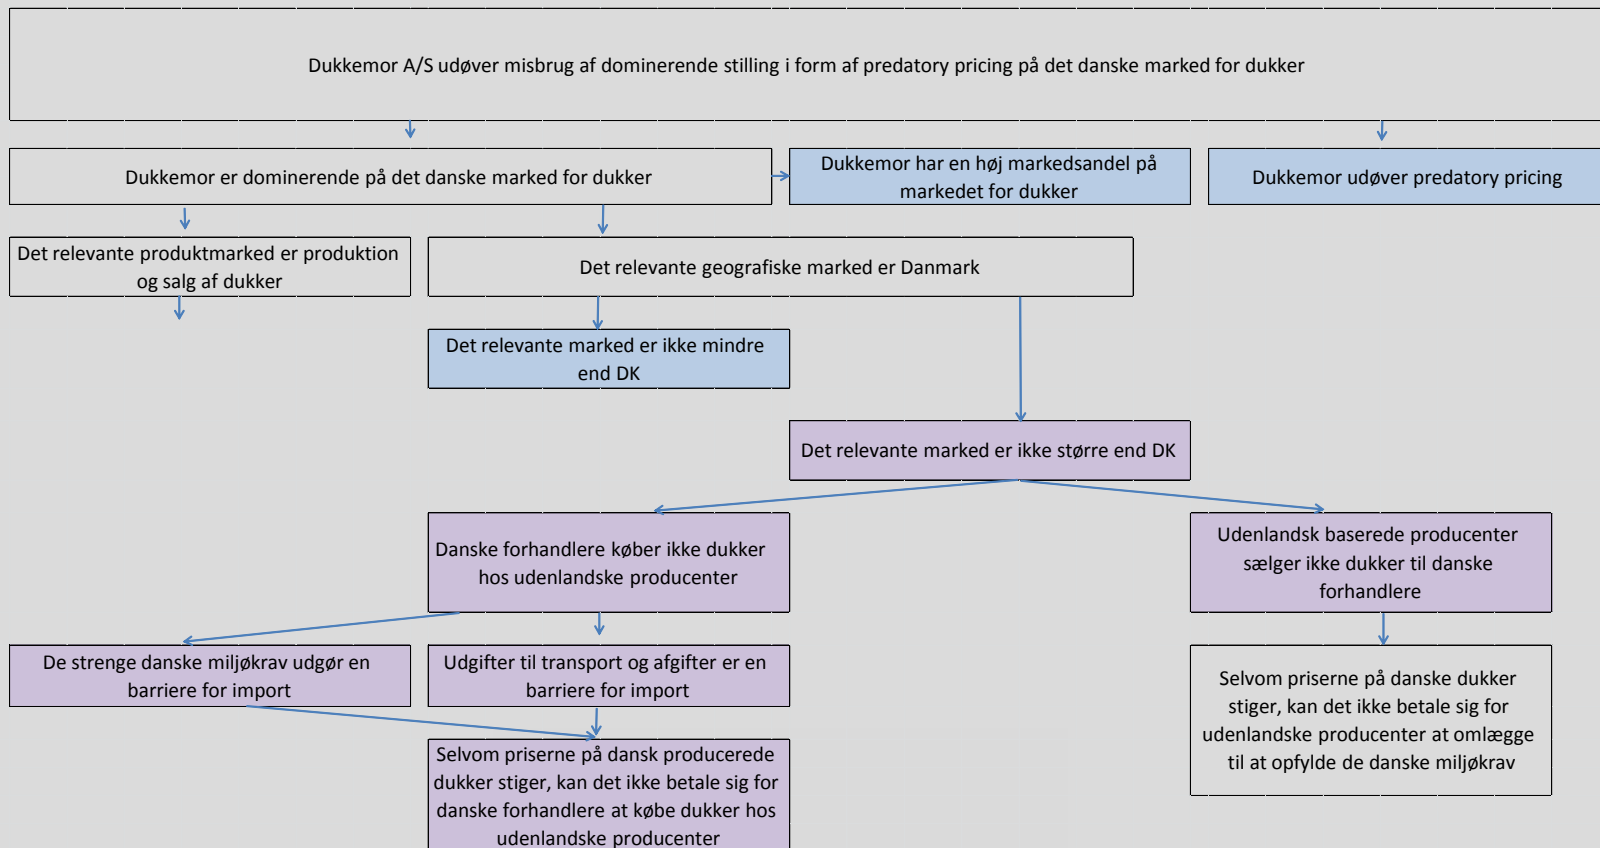 Dukkemor A/S udøver misbrug af dominerende stilling i form af predatory pricing på det danske marked for dukker
Dukkemor er dominerende på det danske marked for dukker
Dukkemor har en høj markedsandel på
markedet for dukker
Dukkemor udøver predatory pricing
Det relevante produktmarked er produktion
og salg af dukker
Det relevante geografiske marked er Danmark
Det relevante marked er ikke mindre
end DK
Det relevante marked er ikke større end DK
Danske forhandlere køber ikke dukker
hos udenlandske producenter
Udenlandsk baserede producenter
sælger ikke dukker til danske
forhandlere
De strenge danske miljøkrav udgør en
barriere for import
Udgifter til transport og afgifter er en
barriere for import
Selvom priserne på danske dukker
stiger, kan det ikke betale sig for
udenlandske producenter at omlægge
til at opfylde de danske miljøkrav
Selvom priserne på dansk producerede
dukker stiger, kan det ikke betale sig for
danske forhandlere at købe dukker hos
udenlandske producenter